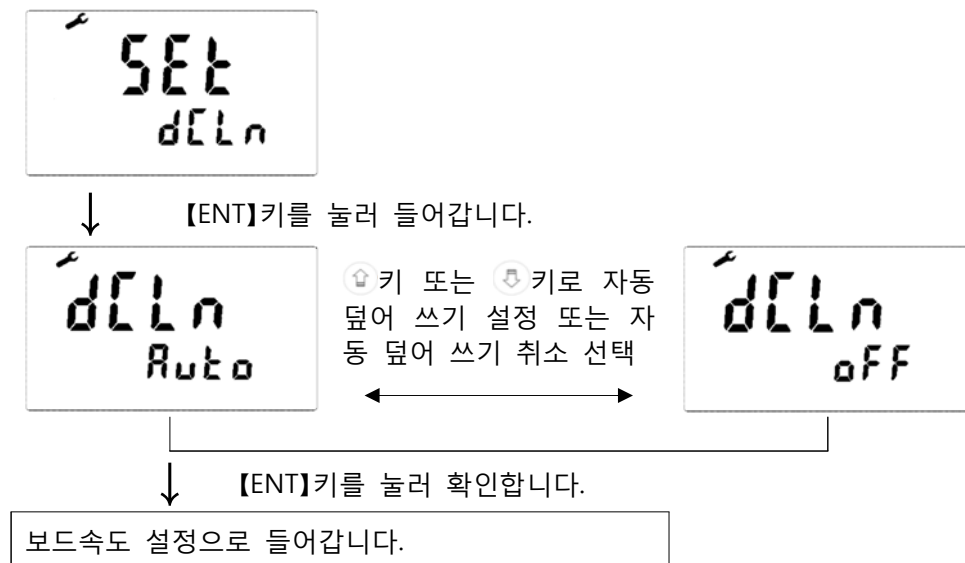 SEt
dCLn
【ENT】키를 눌러 들어갑니다.
dCLn
Auto
키 또는 키로 자동
덮어 쓰기 설정 또는 자
동 덮어 쓰기 취소 선택
dCLn
oFF
【ENT】키를 눌러 확인합니다.
보드속도 설정으로 들어갑니다.